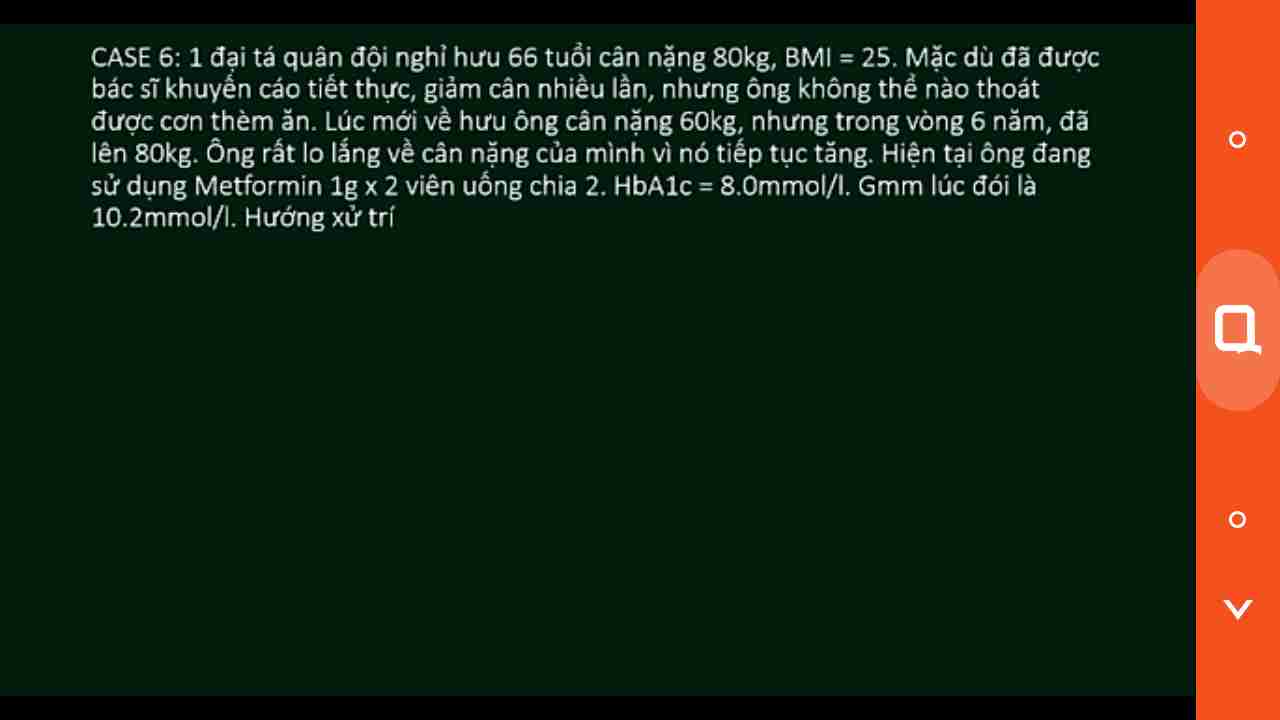 CASE 6: 1 đại tá quân đội nghỉ hưu 66 tuổi cân nặng 80kg, BMI = 25. Mặc dù đã được
bác sĩ khuyến cáo tiết thực, giảm cân nhiều lần, nhưng ông không thể nào thoát
được cơn thèm ăn. Lúc mới về hưu ông cân nặng 60kg, nhưng trong vòng 6 năm, đã
lên 80kg. Ông rất lo lắng về cân nặng của mình vì nó tiếp tục tăng. Hiện tại ông đang
sử dụng Metformin 1g x 2 viên uống chia 2. HbA1c = 8.0mmol/l. Gmm lúc đói là
10.2mmol/l. Hướng xử trí